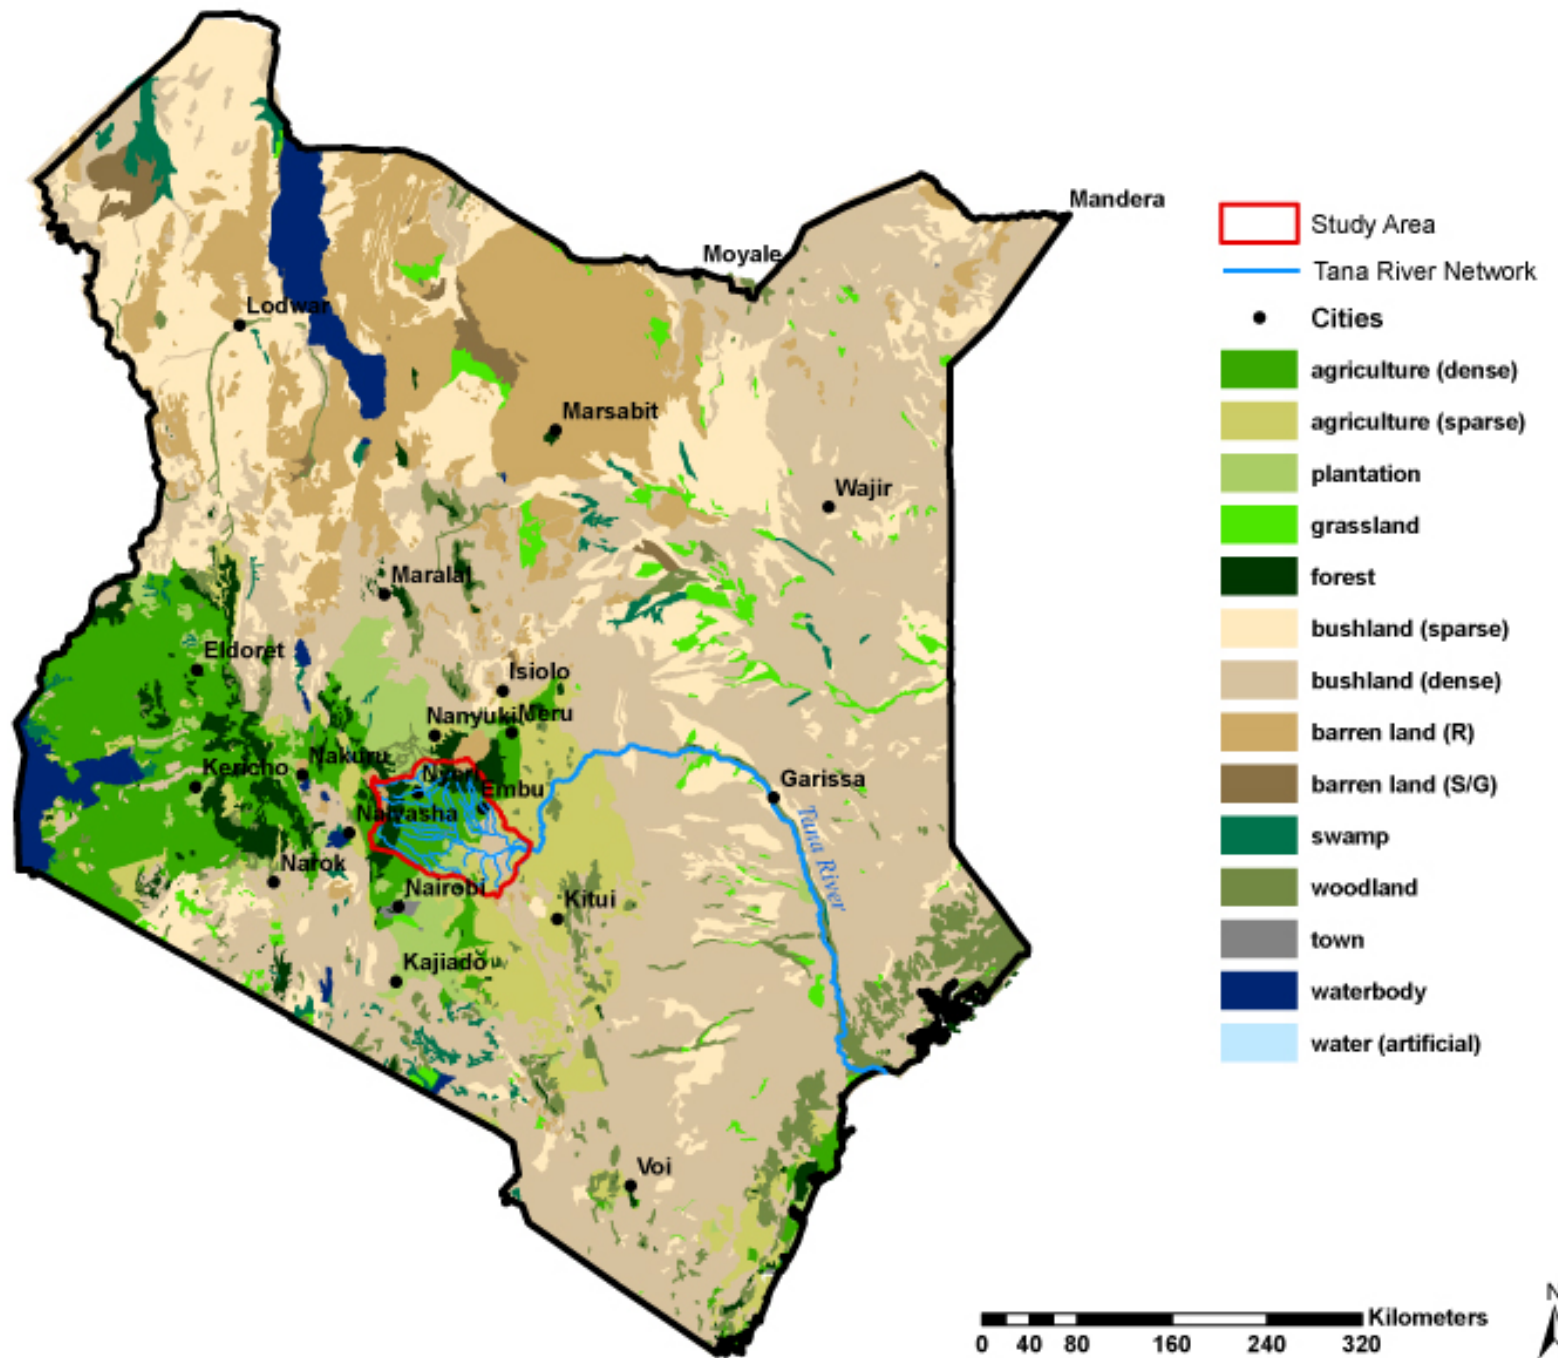 Mandera
Moyale
Lodwar
Marsabit
Wajir
Maralal
Eldoret
Isiolo
Nanyuki
Meru
Nakuru
Kericho
Nyeri
Embu
Garissa
Naivasha
Tana River
Narok
Nairobi
Kitui
Kajiado
Voi
Study Area
Tana River Network
Cities
agriculture (dense)
agriculture (sparse)
plantation
grassland
forest
bushland (sparse)
bushland (dense)
barren land (R)
barren land (S/G)
swamp
woodland
town
waterbody
water (artificial)
N
Kilometers
0 40 80 160 240 320